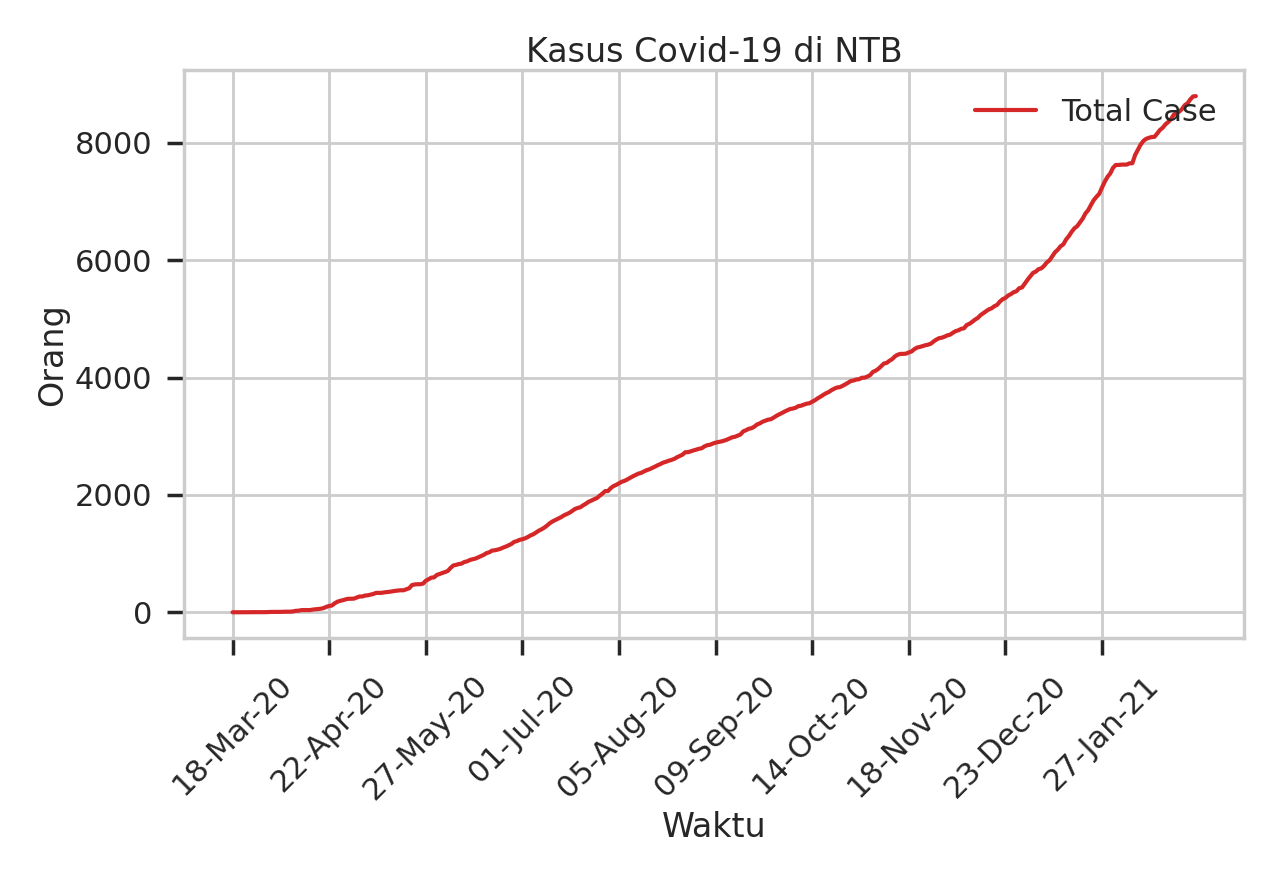 Kasus Covid-19 di NTB
Total Case
8000
6000
4000
2000
0
Orang
18-Mar-20
22-Apr-20
27-May-20
01-Jul-20
05-Aug-20
09-Sep-20
14-Oct-20
18-Nov-20
23-Dec-20
27-Jan-21
Waktu